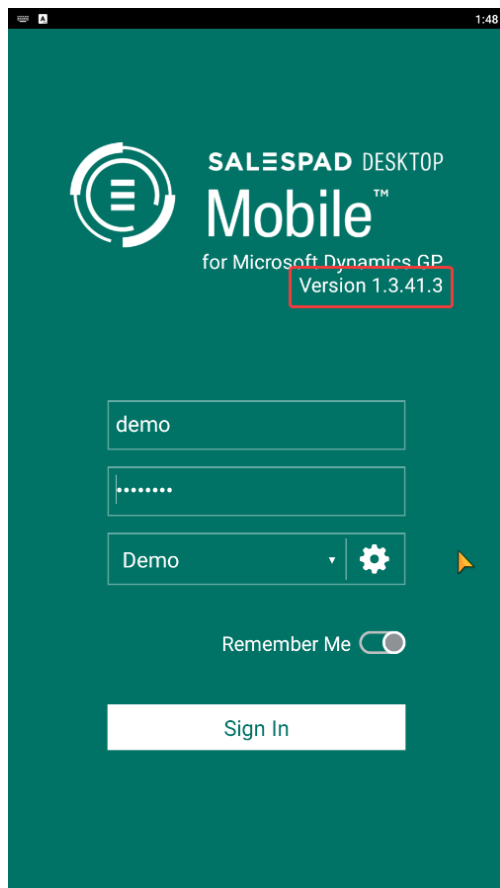 1:48
SALESPAD DESKTOP
Mobile™
for Microsoft Dynamics GP
Version 1.3.41.3
demo
••••••••
Demo
Remember Me
Sign In